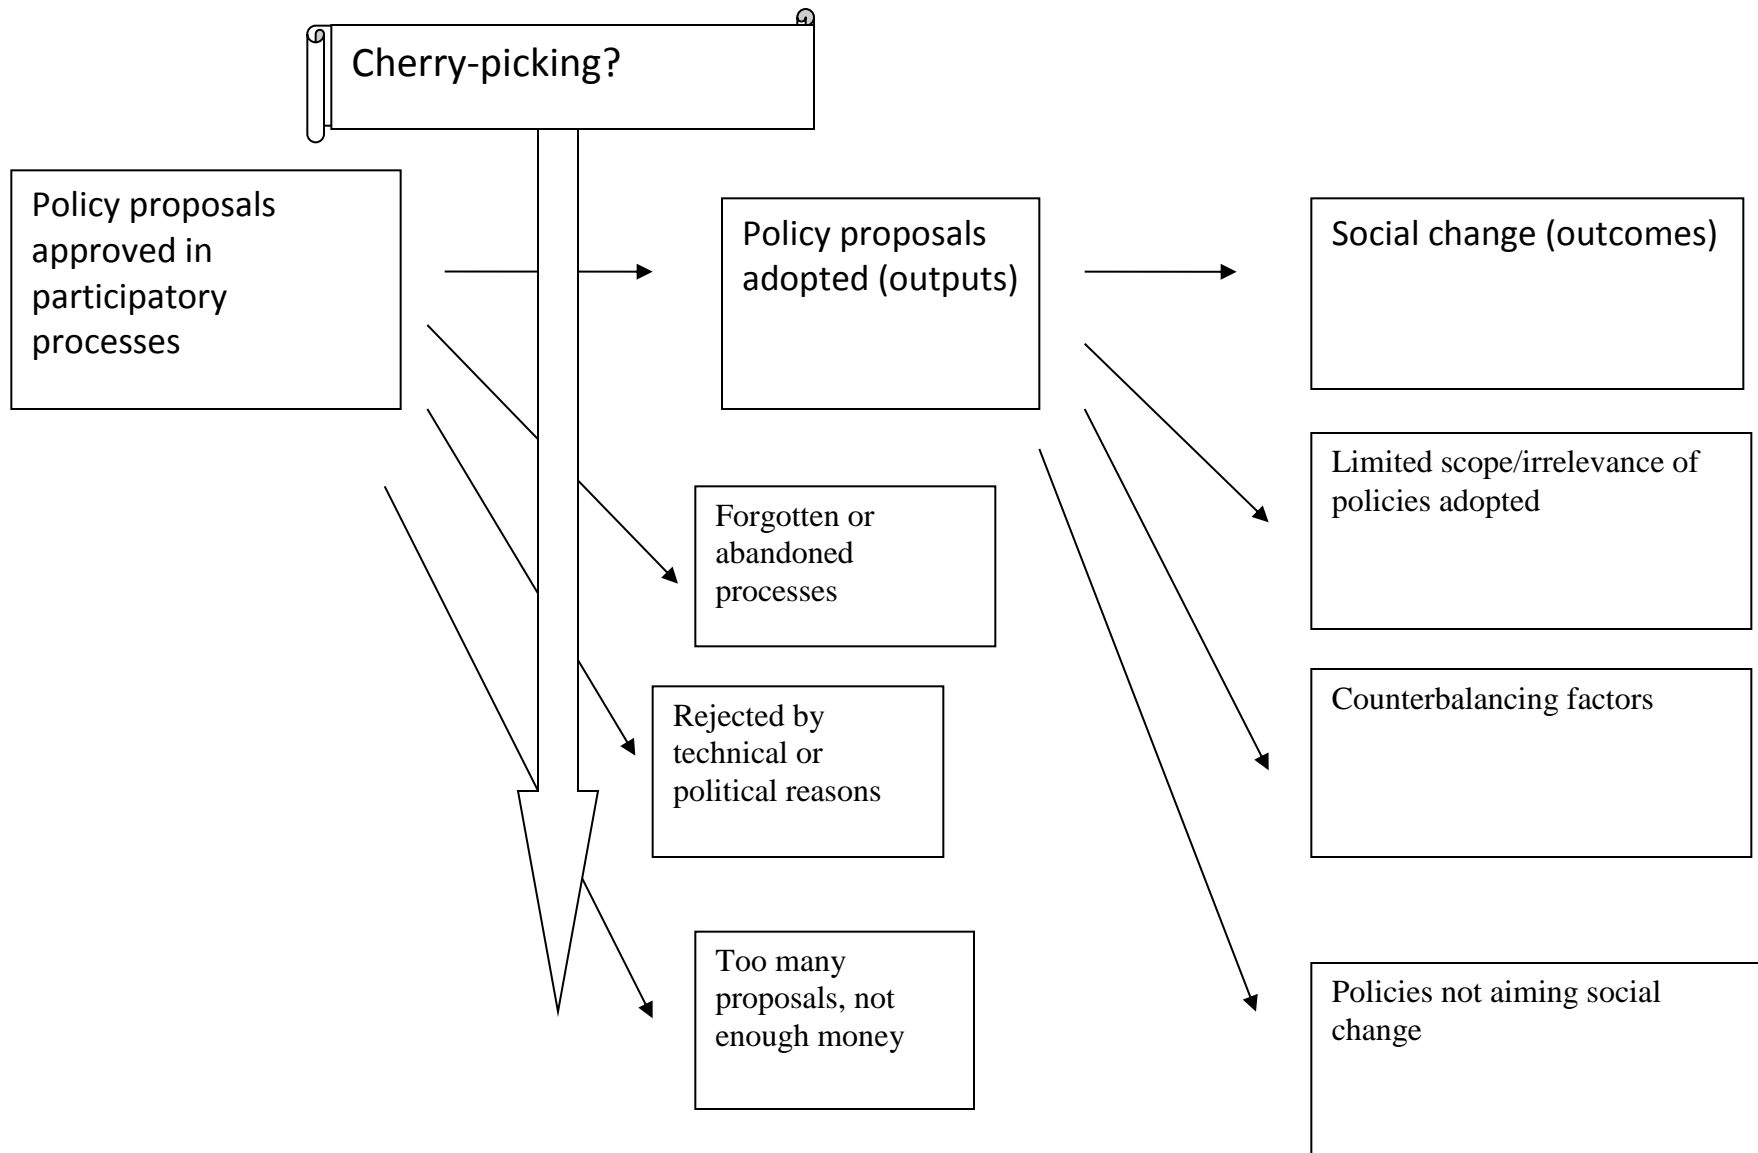 Cherry-picking?
Policy proposals
approved in
participatory
processes
Policy proposals
adopted (outputs)
Social change (outcomes)
Forgotten or
abandoned
processes
Rejected by
technical or
political reasons
Too many
proposals, not
enough money
Limited scope/irrelevance of
policies adopted
Counterbalancing factors
Policies not aiming social
change